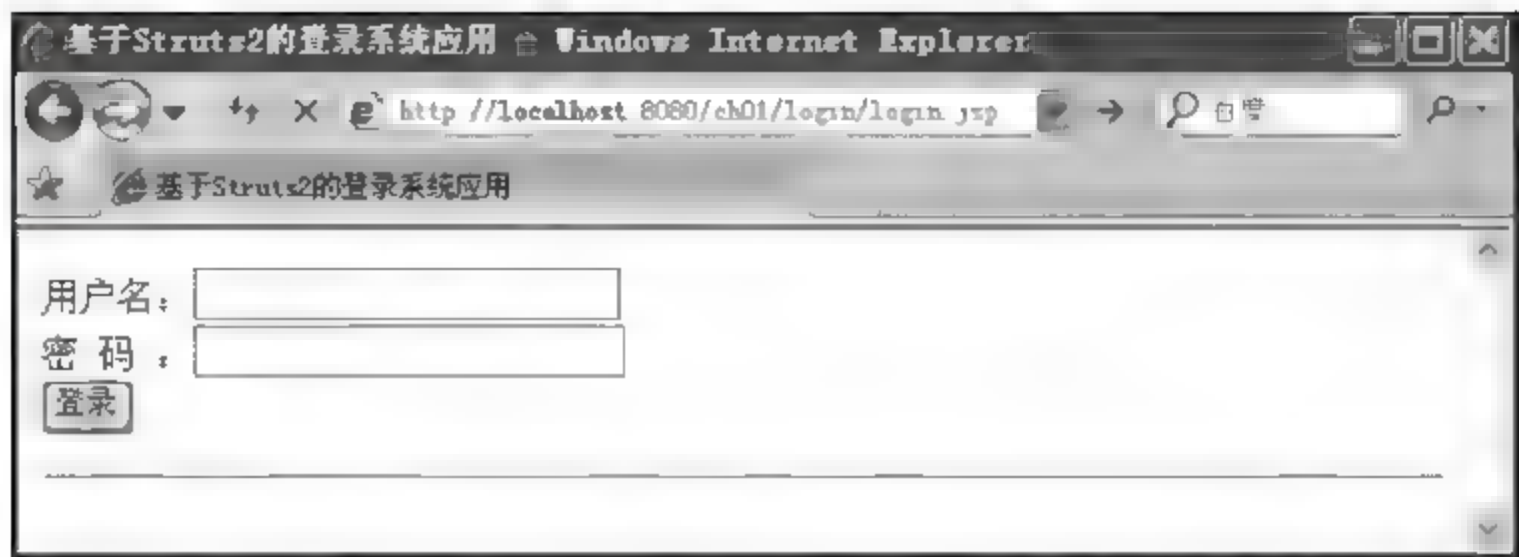 基于Struts2的登录系统应用 Windows Internet Explorer
http //localhost 8080/ch01/login/login jsp
基于Struts2的登录系统应用
用户名：
密 码 ：
登录